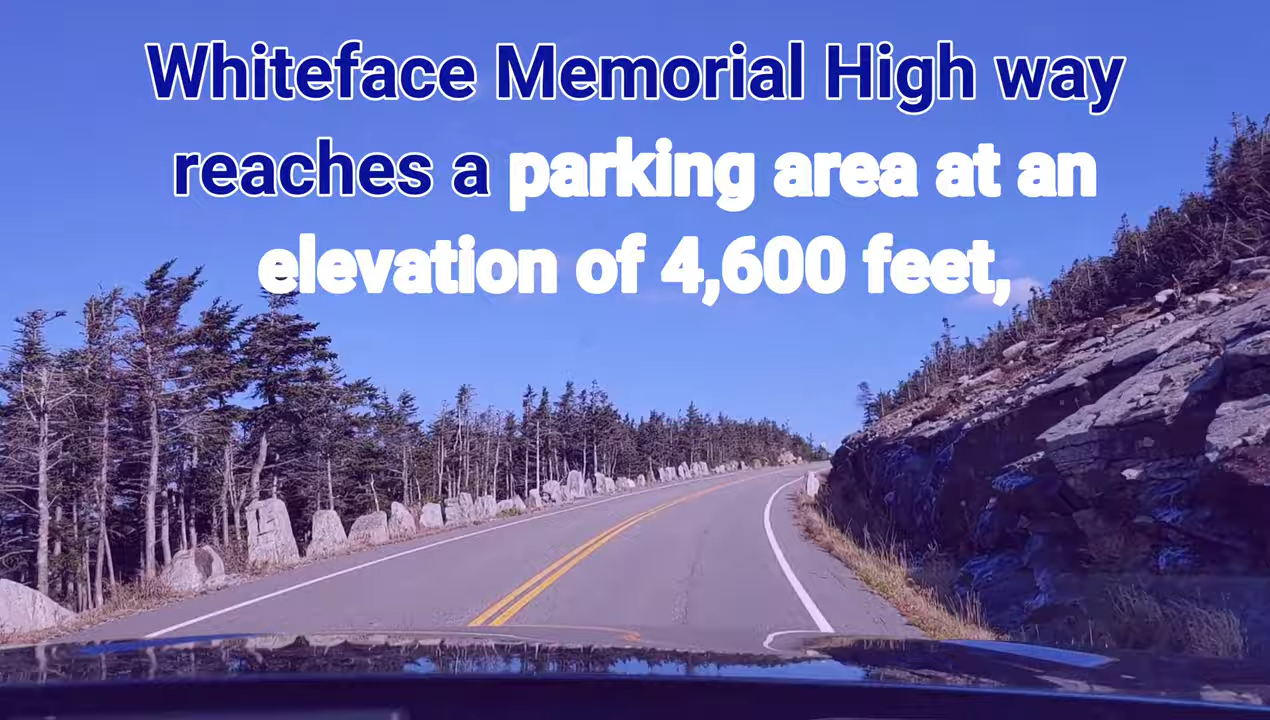 Whiteface Memorial High way
reaches a parking area at an
elevation of 4,600 feet,